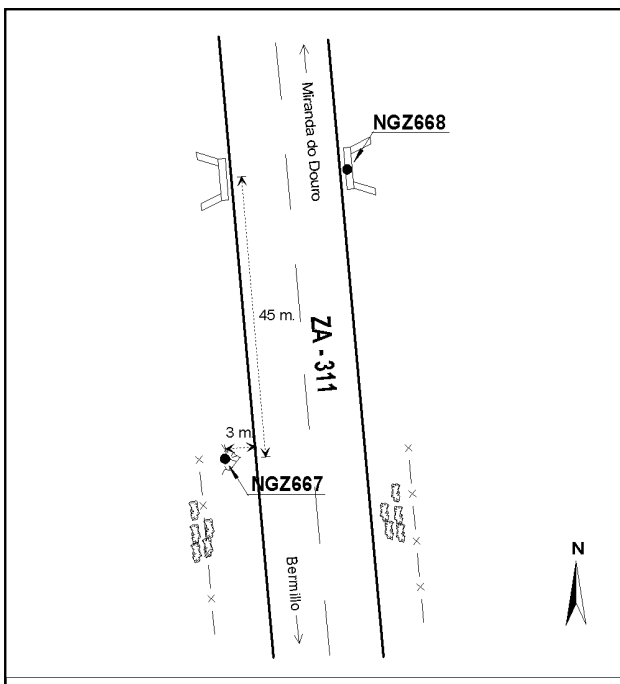 Miranda do Douro
NGZ668
45 m.
ZA - 311
3 m.
NGZ667
Bermillo
N